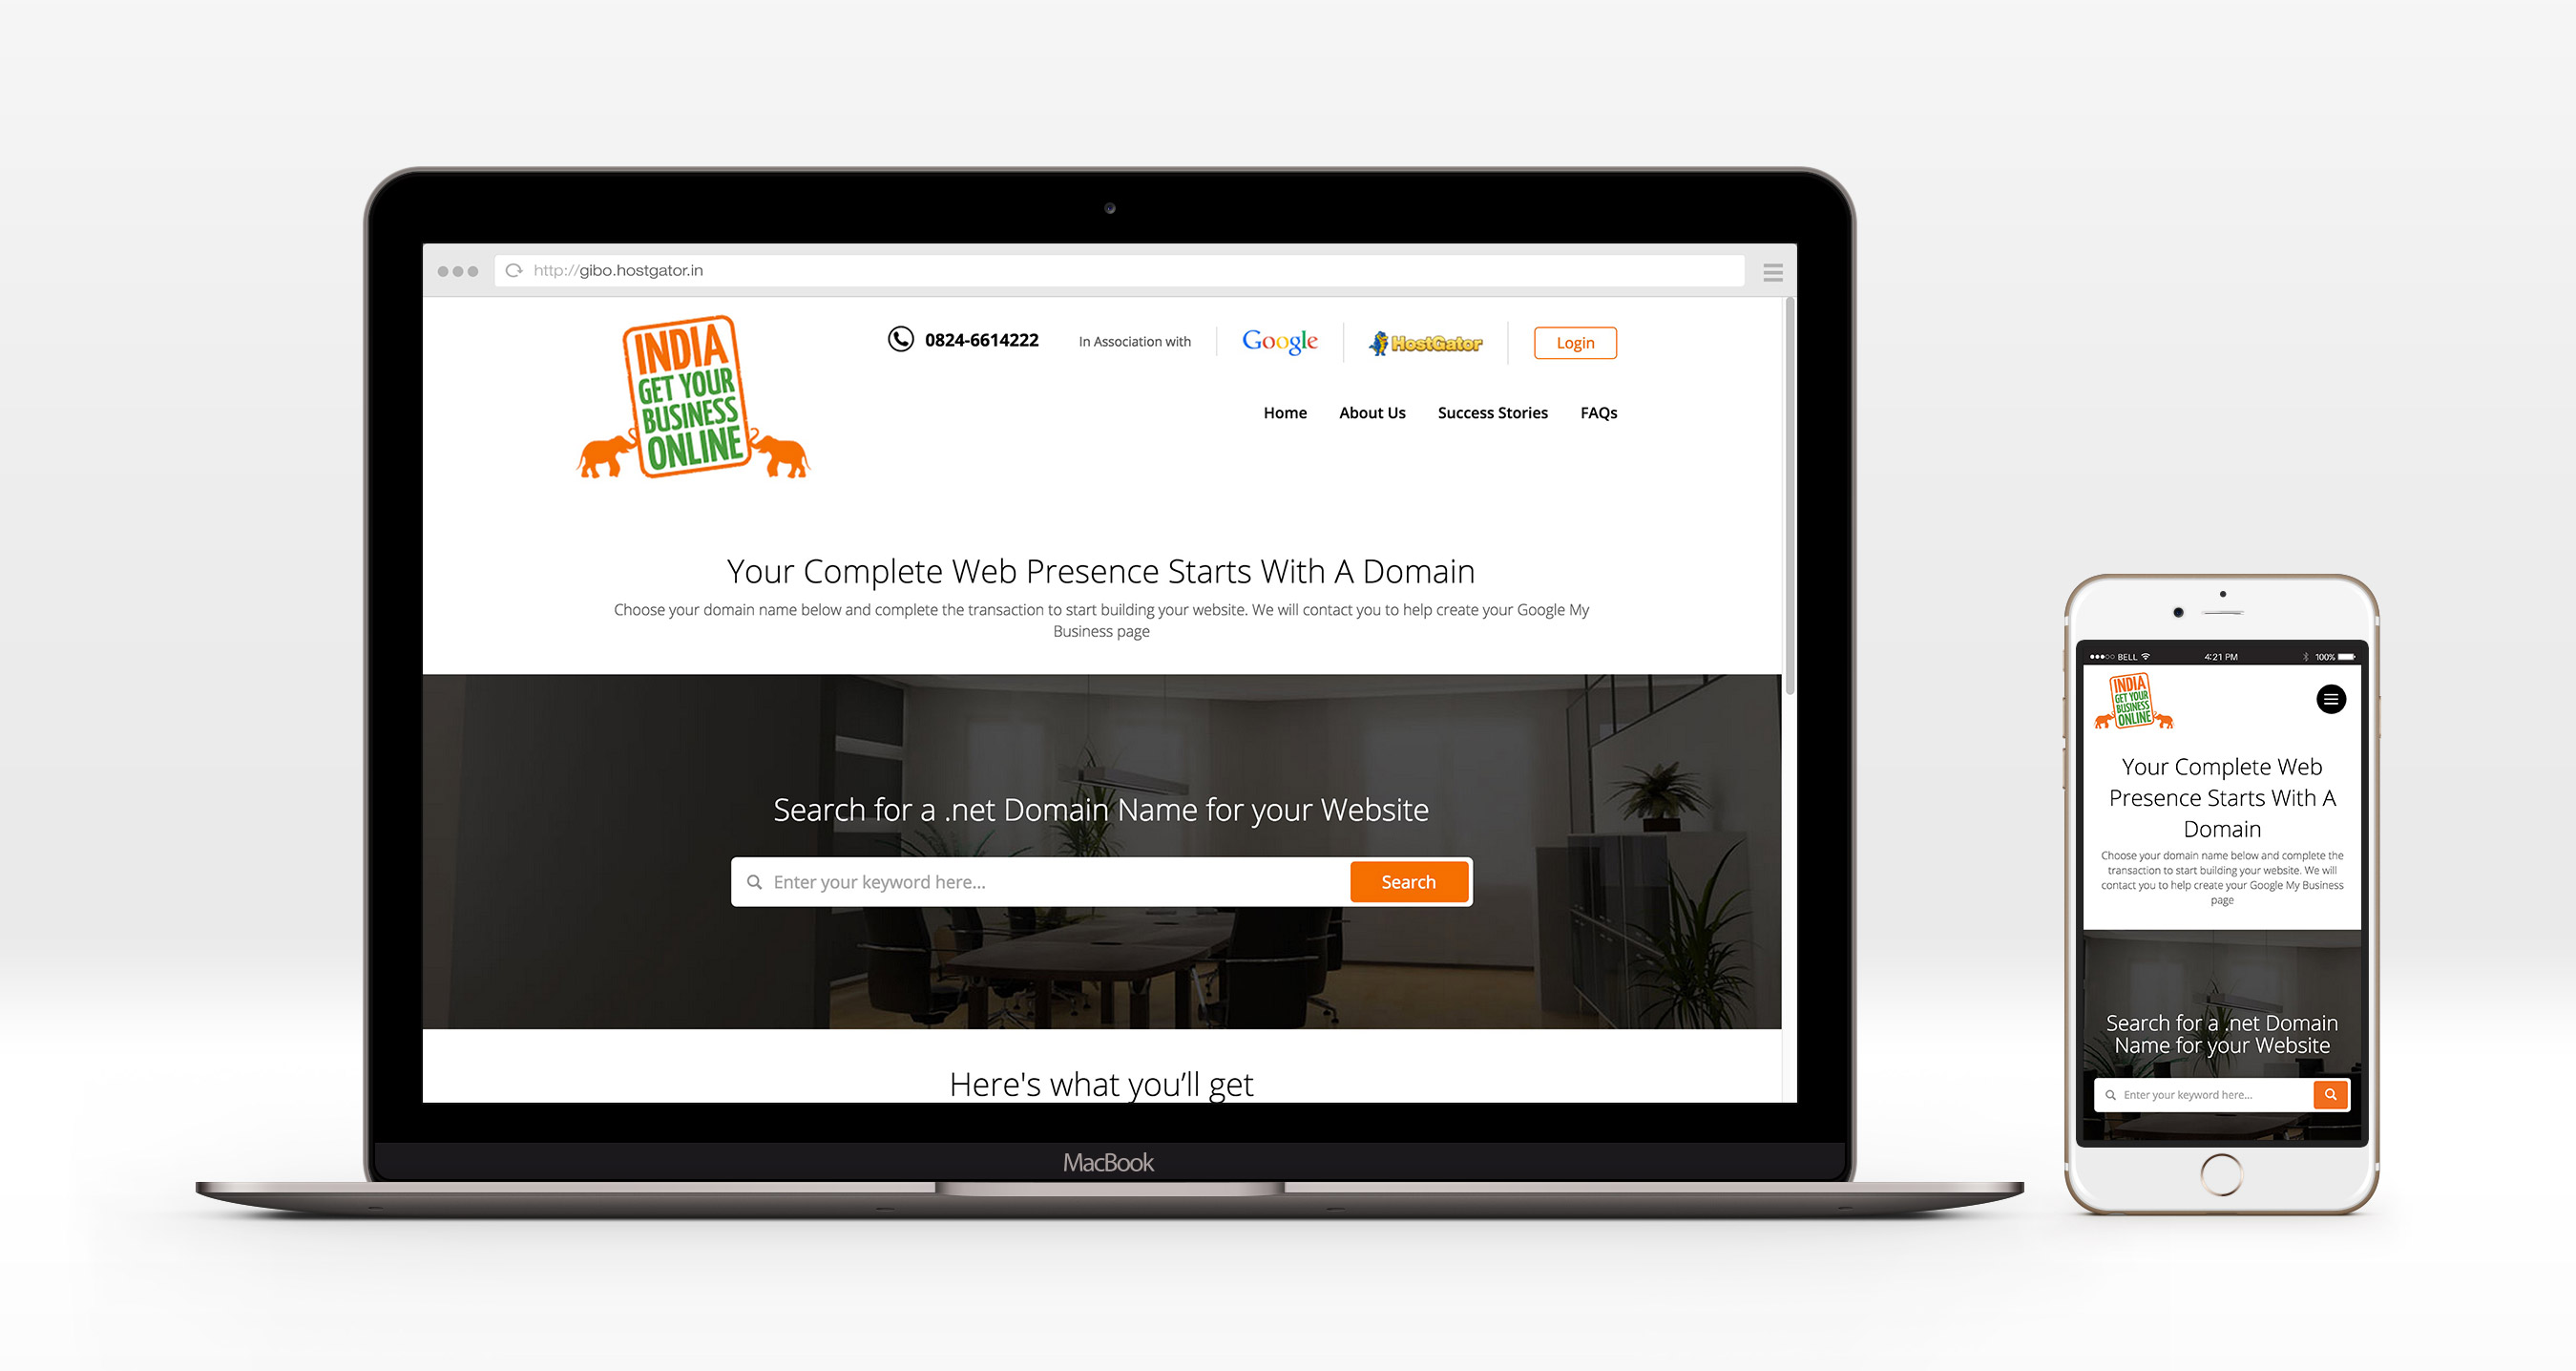 http://gibo.hostgator.in
INDIA
GET YOUR
BUSINESS
ONLINE
0824-6614222
In Association with
Google
HostGator
Login
Home
About Us
Success Stories
FAQs
Your Complete Web Presence Starts With A Domain
Choose your domain name below and complete the transaction to start building your website. We will contact you to help create your Google My
Business page
Search for a .net Domain Name for your Website
Enter your keyword here...
Search
Here's what you’ll get
MacBook
BELL
4:21 PM
100%
INDIA
GET YOUR
BUSINESS
ONLINE
Your Complete Web
Presence Starts With A
Domain
Choose your domain name below and complete the
transaction to start building your website. We will
contact you to help create your Google My Business
page
Search for a .net Domain
Name for your Website
Enter your keyword here...